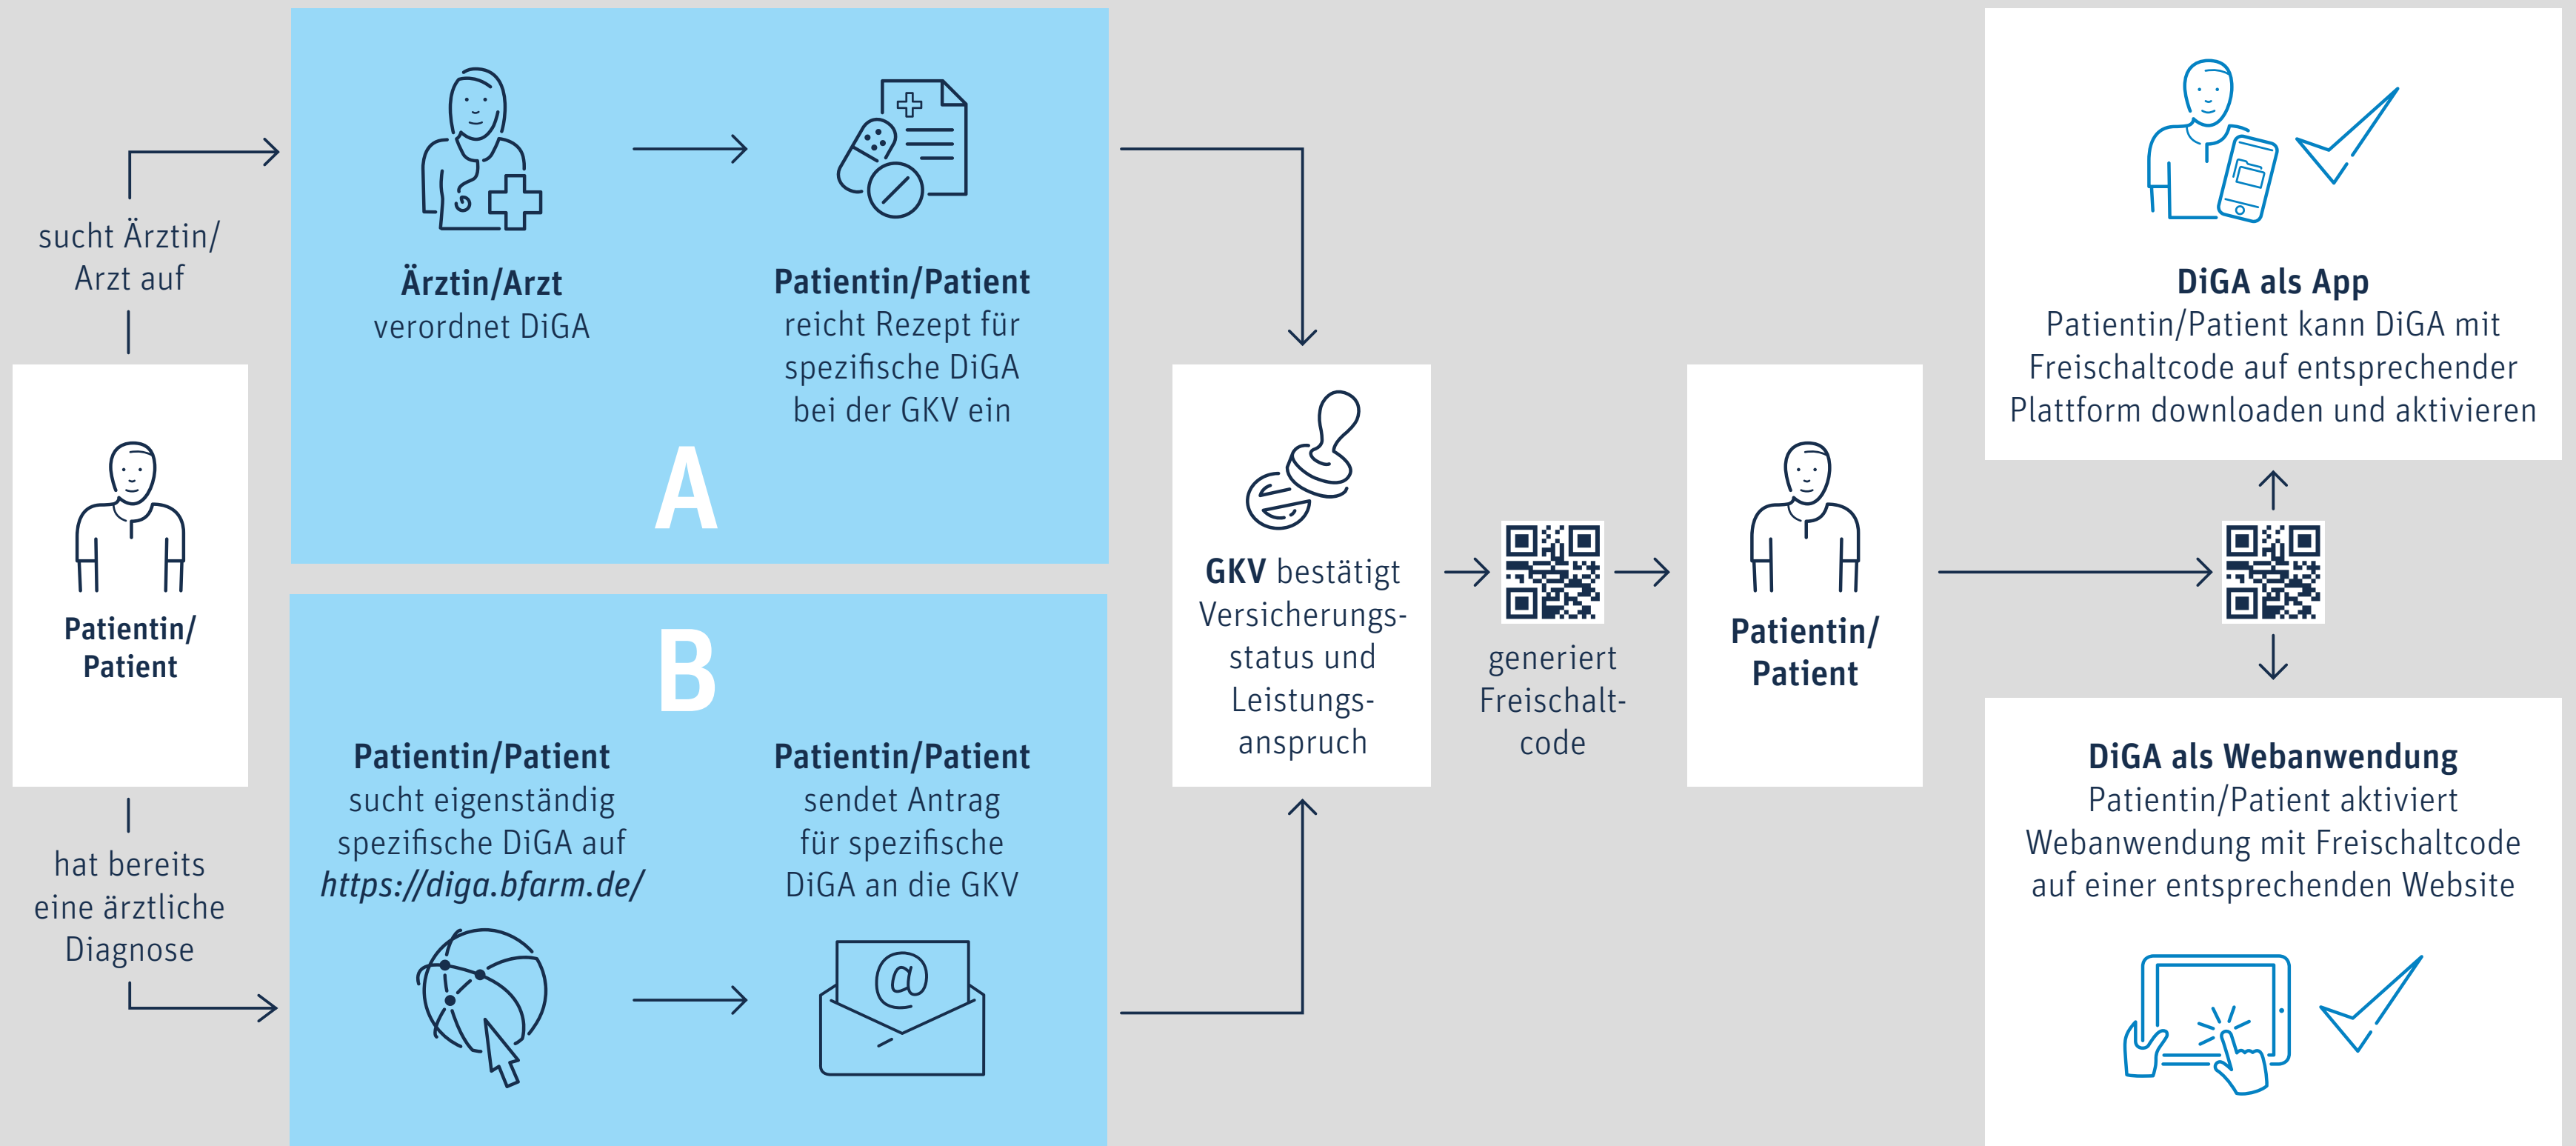 sucht Ärztin/
Arzt auf
Patientin/
Patient
hat bereits
eine ärztliche
Diagnose
Ärztin/Arzt
verordnet DiGA
Patientin/Patient
reicht Rezept für
spezifische DiGA
bei der GKV ein
A
B
Patientin/Patient
sucht eigenständig
spezifische DiGA auf
https://diga.bfarm.de/
Patientin/Patient
sendet Antrag
für spezifische
DiGA an die GKV
@
GKV bestätigt
Versicherungs-
status und
Leistungs-
anspruch
generiert
Freischalt-
code
Patientin/
Patient
DiGA als App
Patientin/Patient kann DiGA mit
Freischaltcode auf entsprechender
Plattform downloaden und aktivieren
DiGA als Webanwendung
Patientin/Patient aktiviert
Webanwendung mit Freischaltcode
auf einer entsprechenden Website